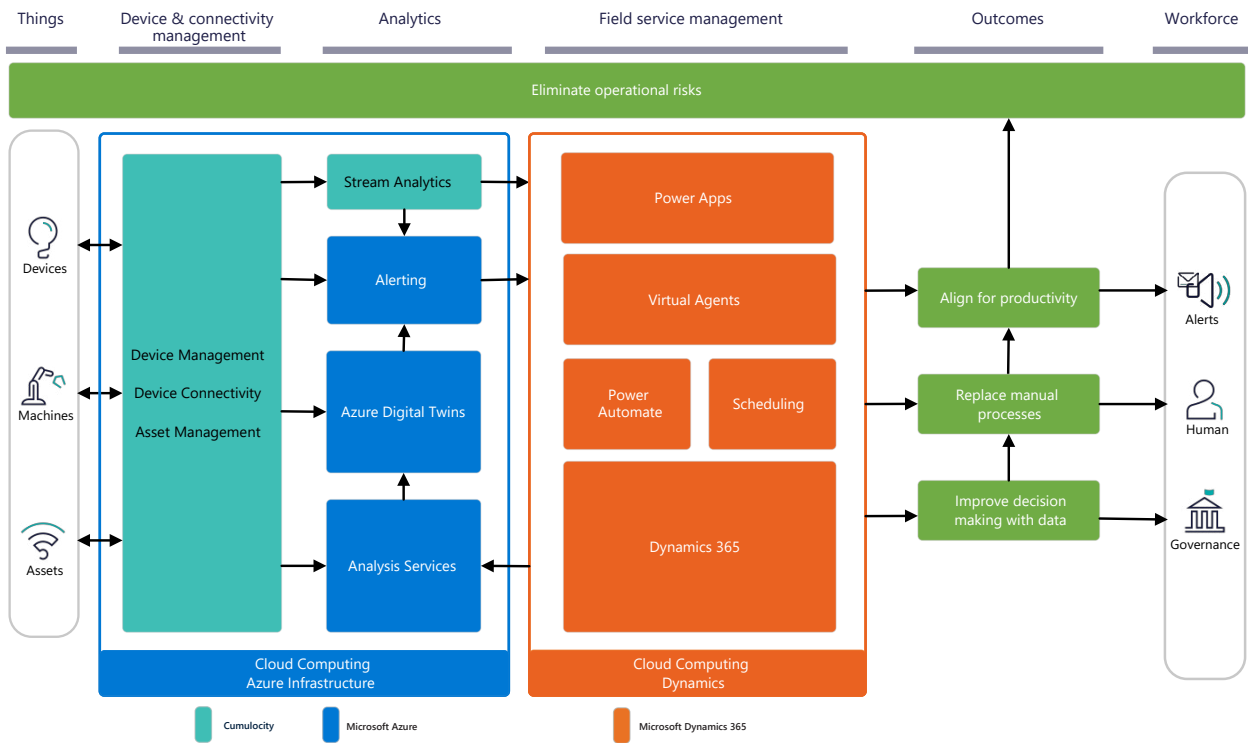 Things
Device & connectivity
management
Analytics
Field service management
Outcomes
Workforce
Eliminate operational risks
Devices
Machines
Assets
Device Management
Device Connectivity
Asset Management
Stream Analytics
Alerting
Azure Digital Twins
Analysis Services
Cloud Computing
Azure Infrastructure
Power Apps
Virtual Agents
Power
Automate
Scheduling
Dynamics 365
Cloud Computing
Dynamics
Align for productivity
Replace manual
processes
Improve decision
making with data
Alerts
Human
Governance
Cumulocity
Microsoft Azure
Microsoft Dynamics 365